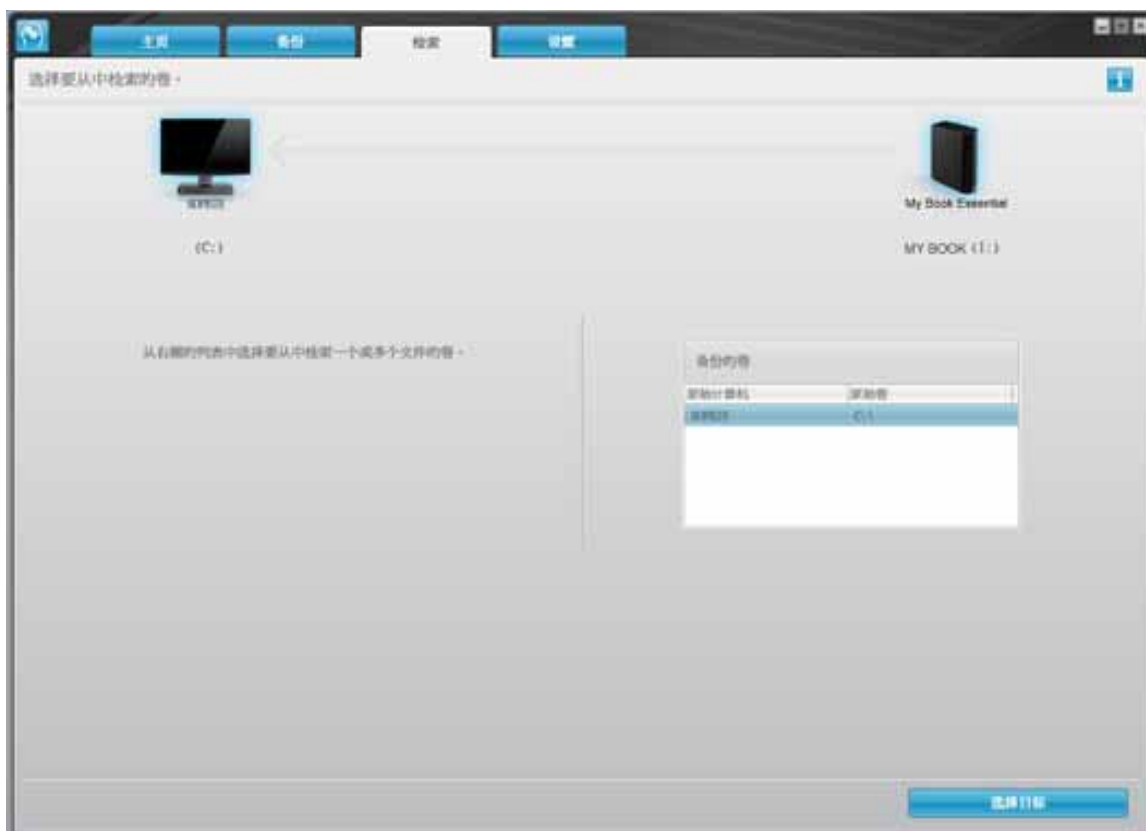 主页
备份
检索
设置
选择要从中检索的卷。
My Book Essential
(C:)
MY BOOK (I:)
从右侧的列表中选择要从中检索一个或多个文件的卷。
备份的卷
原始计算机 原始卷
C:\
选择目标